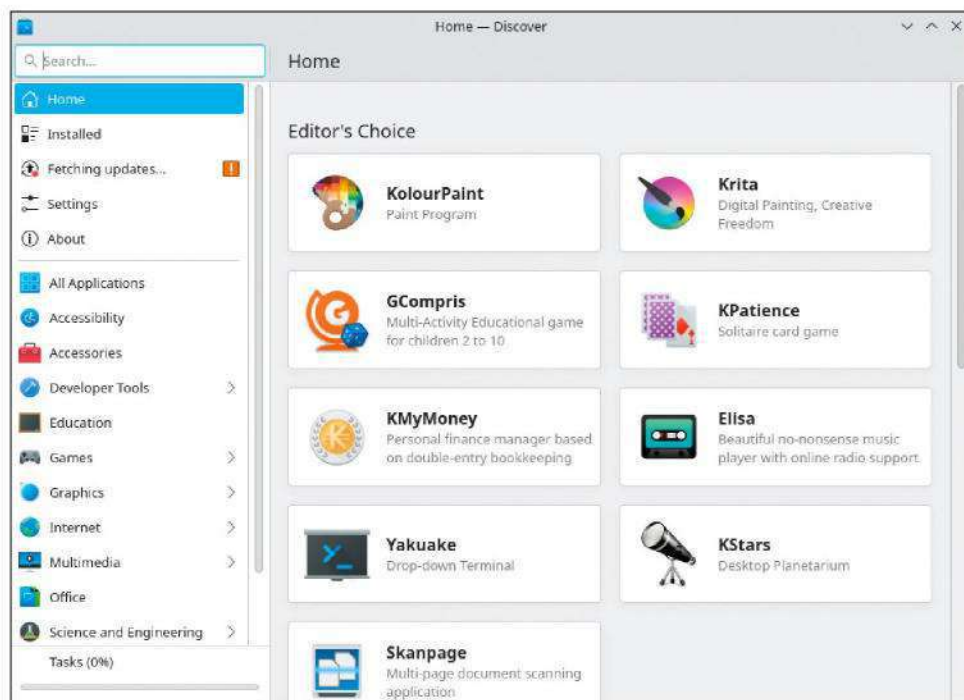 Home — Discover
Search...
Home
Home
Installed
Fetching updates...
Settings
About
All Applications
Accessibility
Accessories
Developer Tools
Education
Games
Graphics
Internet
Multimedia
Office
Science and Engineering
Tasks (0%)
Editor's Choice
KolourPaint
Paint Program
Krita
Digital Painting, Creative
Freedom
GCompris
Multi-Activity Educational game
for children 2 to 10
KPatience
Solitaire card game
KMyMoney
Personal finance manager based
on double-entry bookkeeping
Elisa
Beautiful no-nonsense music
player with online radio support
Yakuake
Drop-down Terminal
KStars
Desktop Planetarium
Skanpage
Multi-page document scanning
application